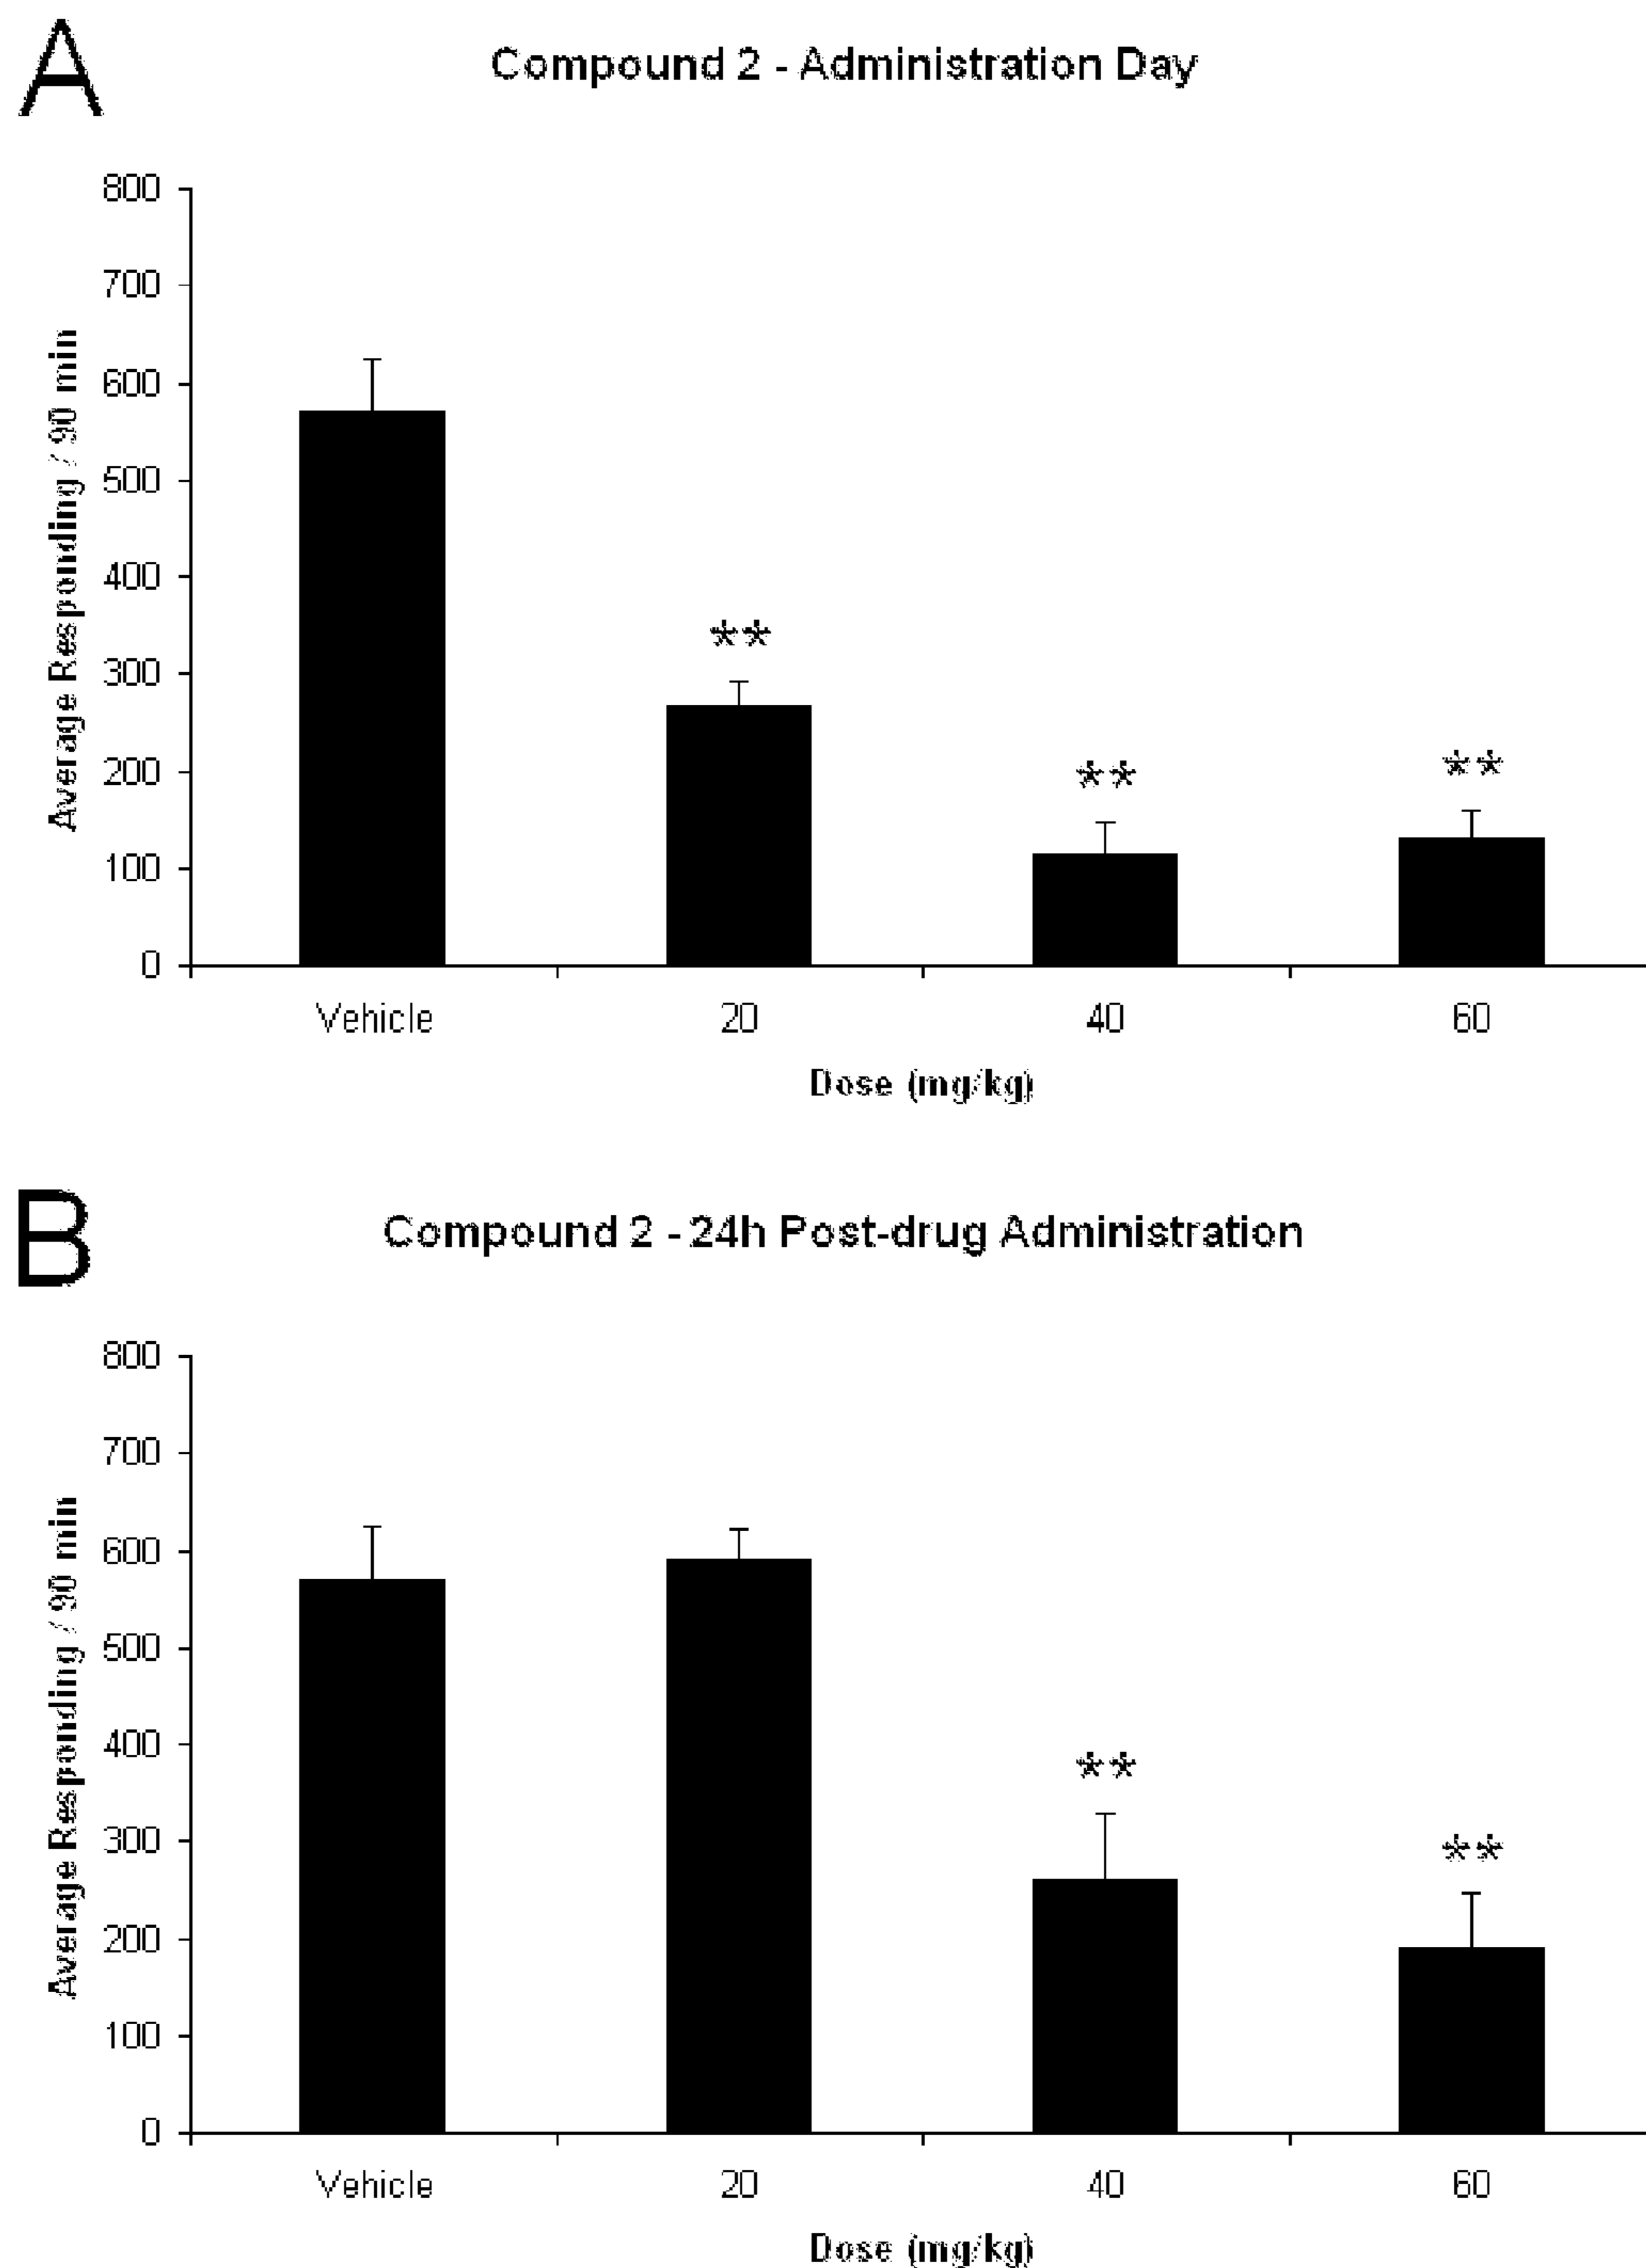 A
Compound 2 - Administration Day
800
700
600
500
400
300
200
100
0
Average Responding / 90 min
**
**
**
Vehicle 20 40 60
Dose (mg/kg)
B
Compound 2 - 24h Post-drug Administration
800
700
600
500
400
300
200
100
0
Average Responding / 90 min
**
**
Vehicle 20 40 60
Dose (mg/kg)